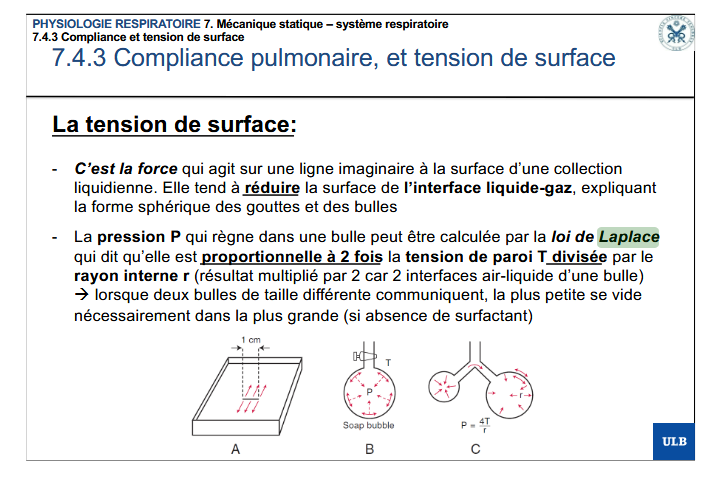 PHYSIOLOGIE RESPIRATOIRE 7. Mécanique statique – système respiratoire
7.4.3 Compliance et tension de surface
7.4.3 Compliance pulmonaire, et tension de surface
La tension de surface:
- C’est la force qui agit sur une ligne imaginaire à la surface d’une collection
liquidienne. Elle tend à réduire la surface de l’interface liquide-gaz, expliquant
la forme sphérique des gouttes et des bulles
- La pression P qui règne dans une bulle peut être calculée par la loi de Laplace
qui dit qu’elle est proportionnelle à 2 fois la tension de paroi T divisée par le
rayon interne r (résultat multiplié par 2 car 2 interfaces air-liquide d’une bulle)
→ lorsque deux bulles de taille différente communiquent, la plus petite se vide
nécessairement dans la plus grande (si absence de surfactant)
1 cm
T
P
r
Soap bubble
P = 4T/r
A
B
C
ULB